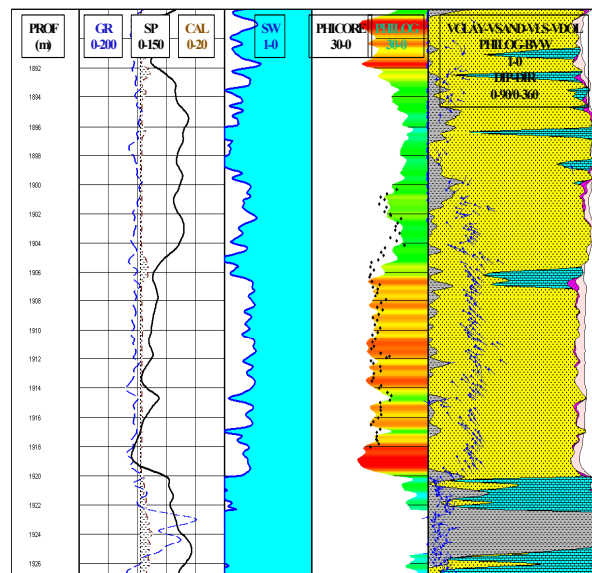 PROF
(m)
GR
0-200
SP
0-150
CAL
0-20
SW
1-0
PHICORE
30-0
PHILOG
30-0
VCLAY-VSAND-VLS-VDOL
PHILOG-BVW
1-0
DIP-DIR
0-90/0-360
1892
1894
1896
1898
1900
1902
1904
1906
1908
1910
1912
1914
1916
1918
1920
1922
1924
1926